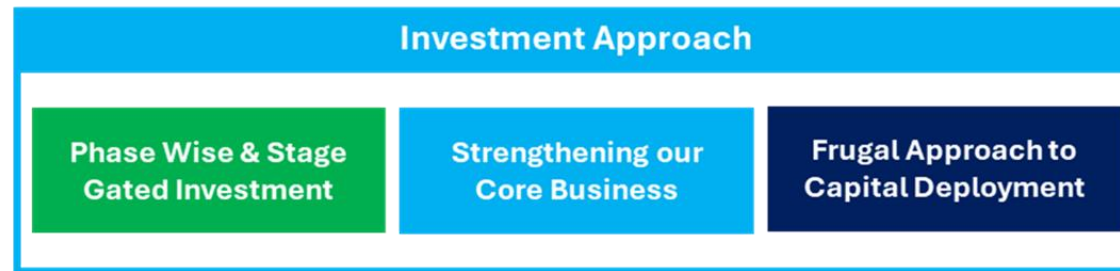 Investment Approach
Phase Wise & Stage
Gated Investment
Strengthening our
Core Business
Frugal Approach to
Capital Deployment